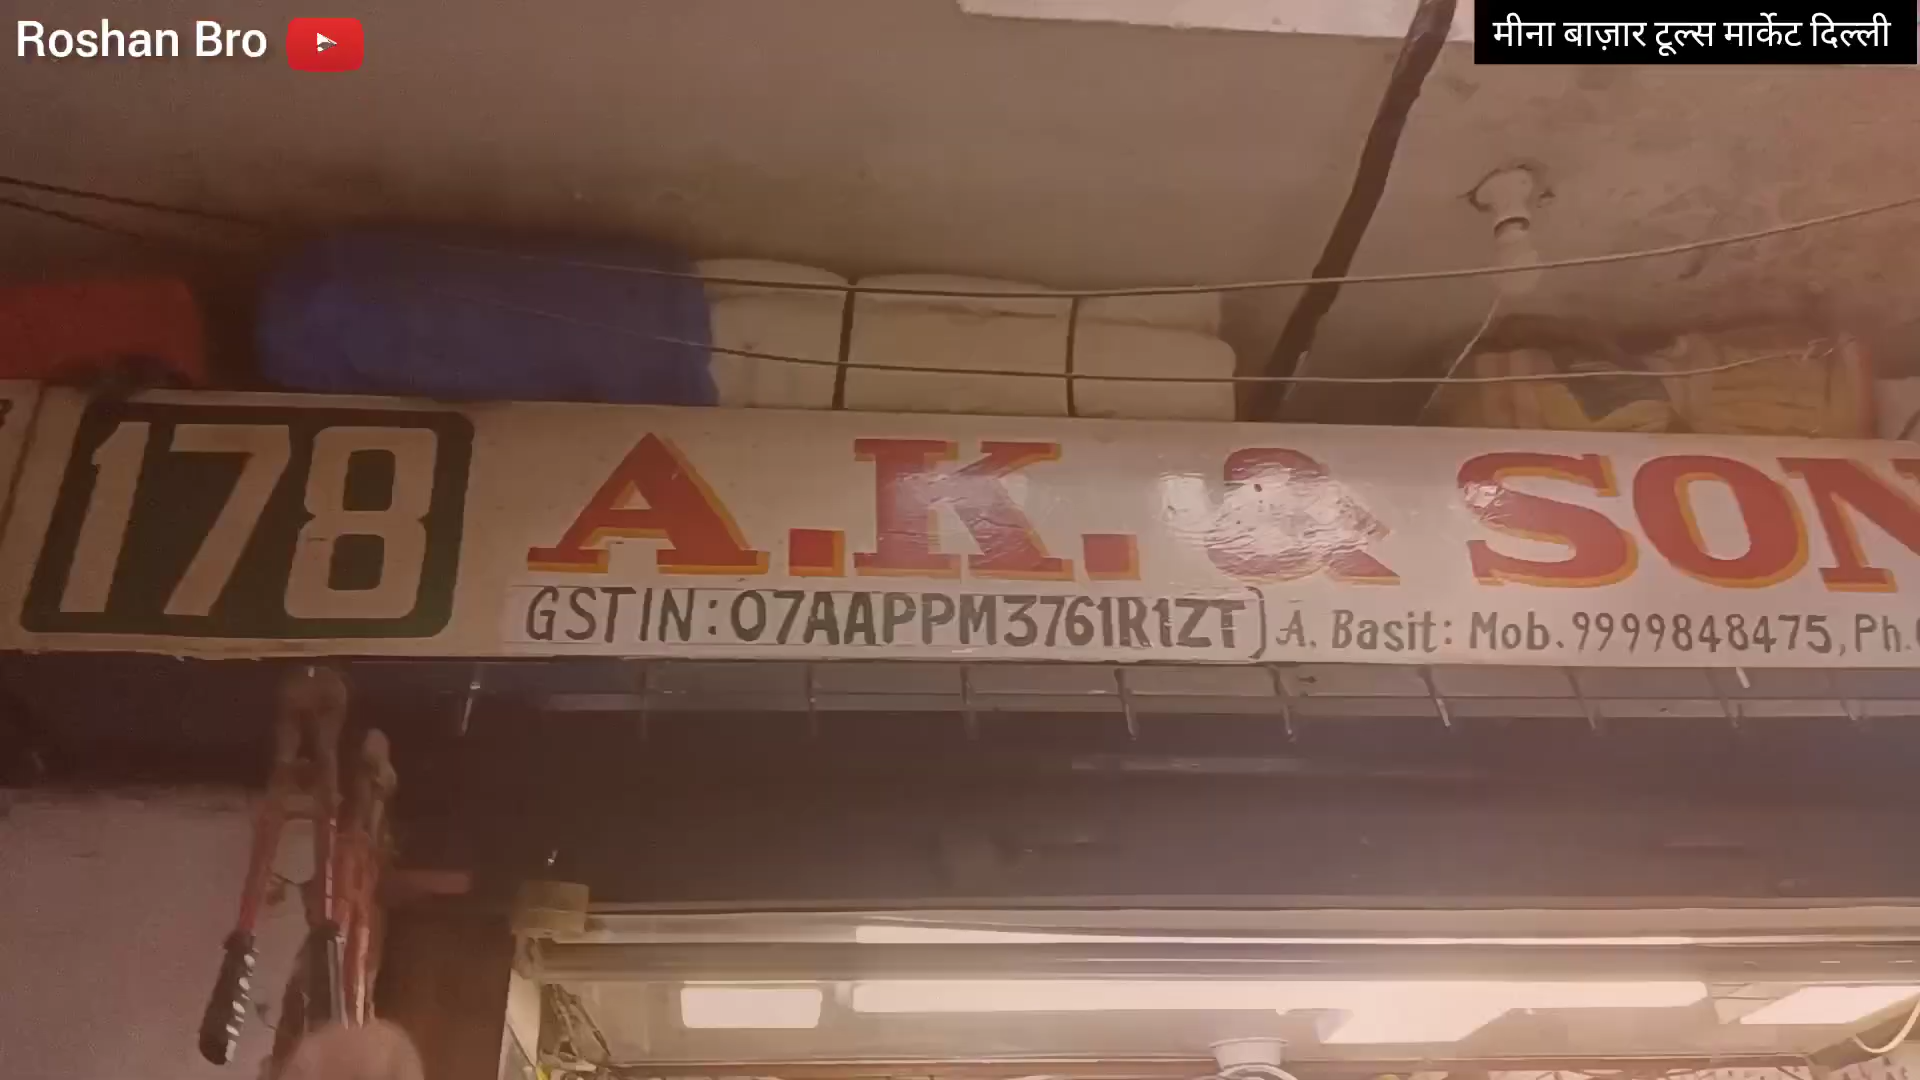 Roshan Bro
मीना बाज़ार टूल्स मार्केट दिल्ली
178
A.K. & SON
GSTIN: 07AAPPM3761R1ZT) A. Basit: Mob. 9999848475, Ph.